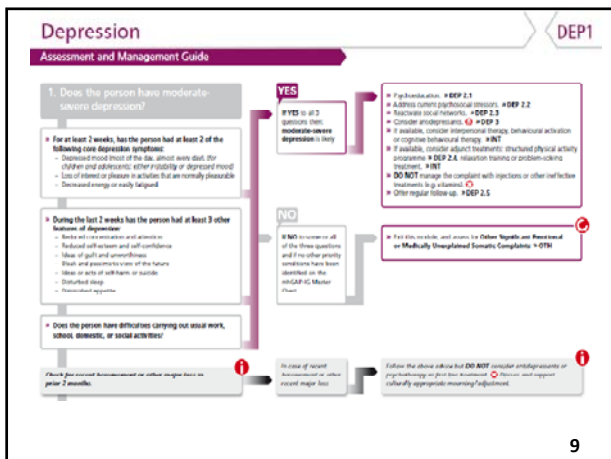 Depression
DEP1
Assessment and Management Guide
1. Does the person have moderate-
severe depression?
» For at least 2 weeks, has the person had at least 2 of the
following core depression symptoms:
– Depressed mood (most of the day, almost every day), (for
children and adolescents: either irritability or depressed mood)
– Loss of interest or pleasure in activities that are normally pleasurable
– Decreased energy or easily fatigued
» During the last 2 weeks has the person had at least 3 other
features of depression:
– Reduced concentration and attention
– Reduced self-esteem and self-confidence
– Ideas of guilt and unworthiness
– Bleak and pessimistic view of the future
– Ideas or acts of self-harm or suicide
– Disturbed sleep
– Diminished appetite
» Does the person have difficulties carrying out usual work,
school, domestic, or social activities?
Check for recent bereavement or other major loss in
prior 2 months.
YES
If YES to all 3
questions then:
moderate-severe
depression is likely
NO
If NO to some or all
of the three questions
and if no other priority
conditions have been
identified on the
mhGAP-IG Master
Chart
In case of recent
bereavement or other
recent major loss
» Psychoeducation. » DEP 2.1
» Address current psychosocial stressors. » DEP 2.2
» Reactivate social networks. » DEP 2.3
» Consider antidepressants. » DEP 3
» If available, consider interpersonal therapy, behavioural activation
or cognitive behavioural therapy. » INT
» If available, consider adjunct treatments: structured physical activity
programme » DEP 2.4, relaxation training or problem-solving
treatment. » INT
» DO NOT manage the complaint with injections or other ineffective
treatments (e.g. vitamins).
» Offer regular follow-up. » DEP 2.5
» Exit this module, and assess for Other Significant Emotional
or Medically Unexplained Somatic Complaints » OTH
Follow the above advice but DO NOT consider antidepressants or
psychotherapy as first line treatment. Discuss and support
culturally appropriate mourning / adjustment.
9